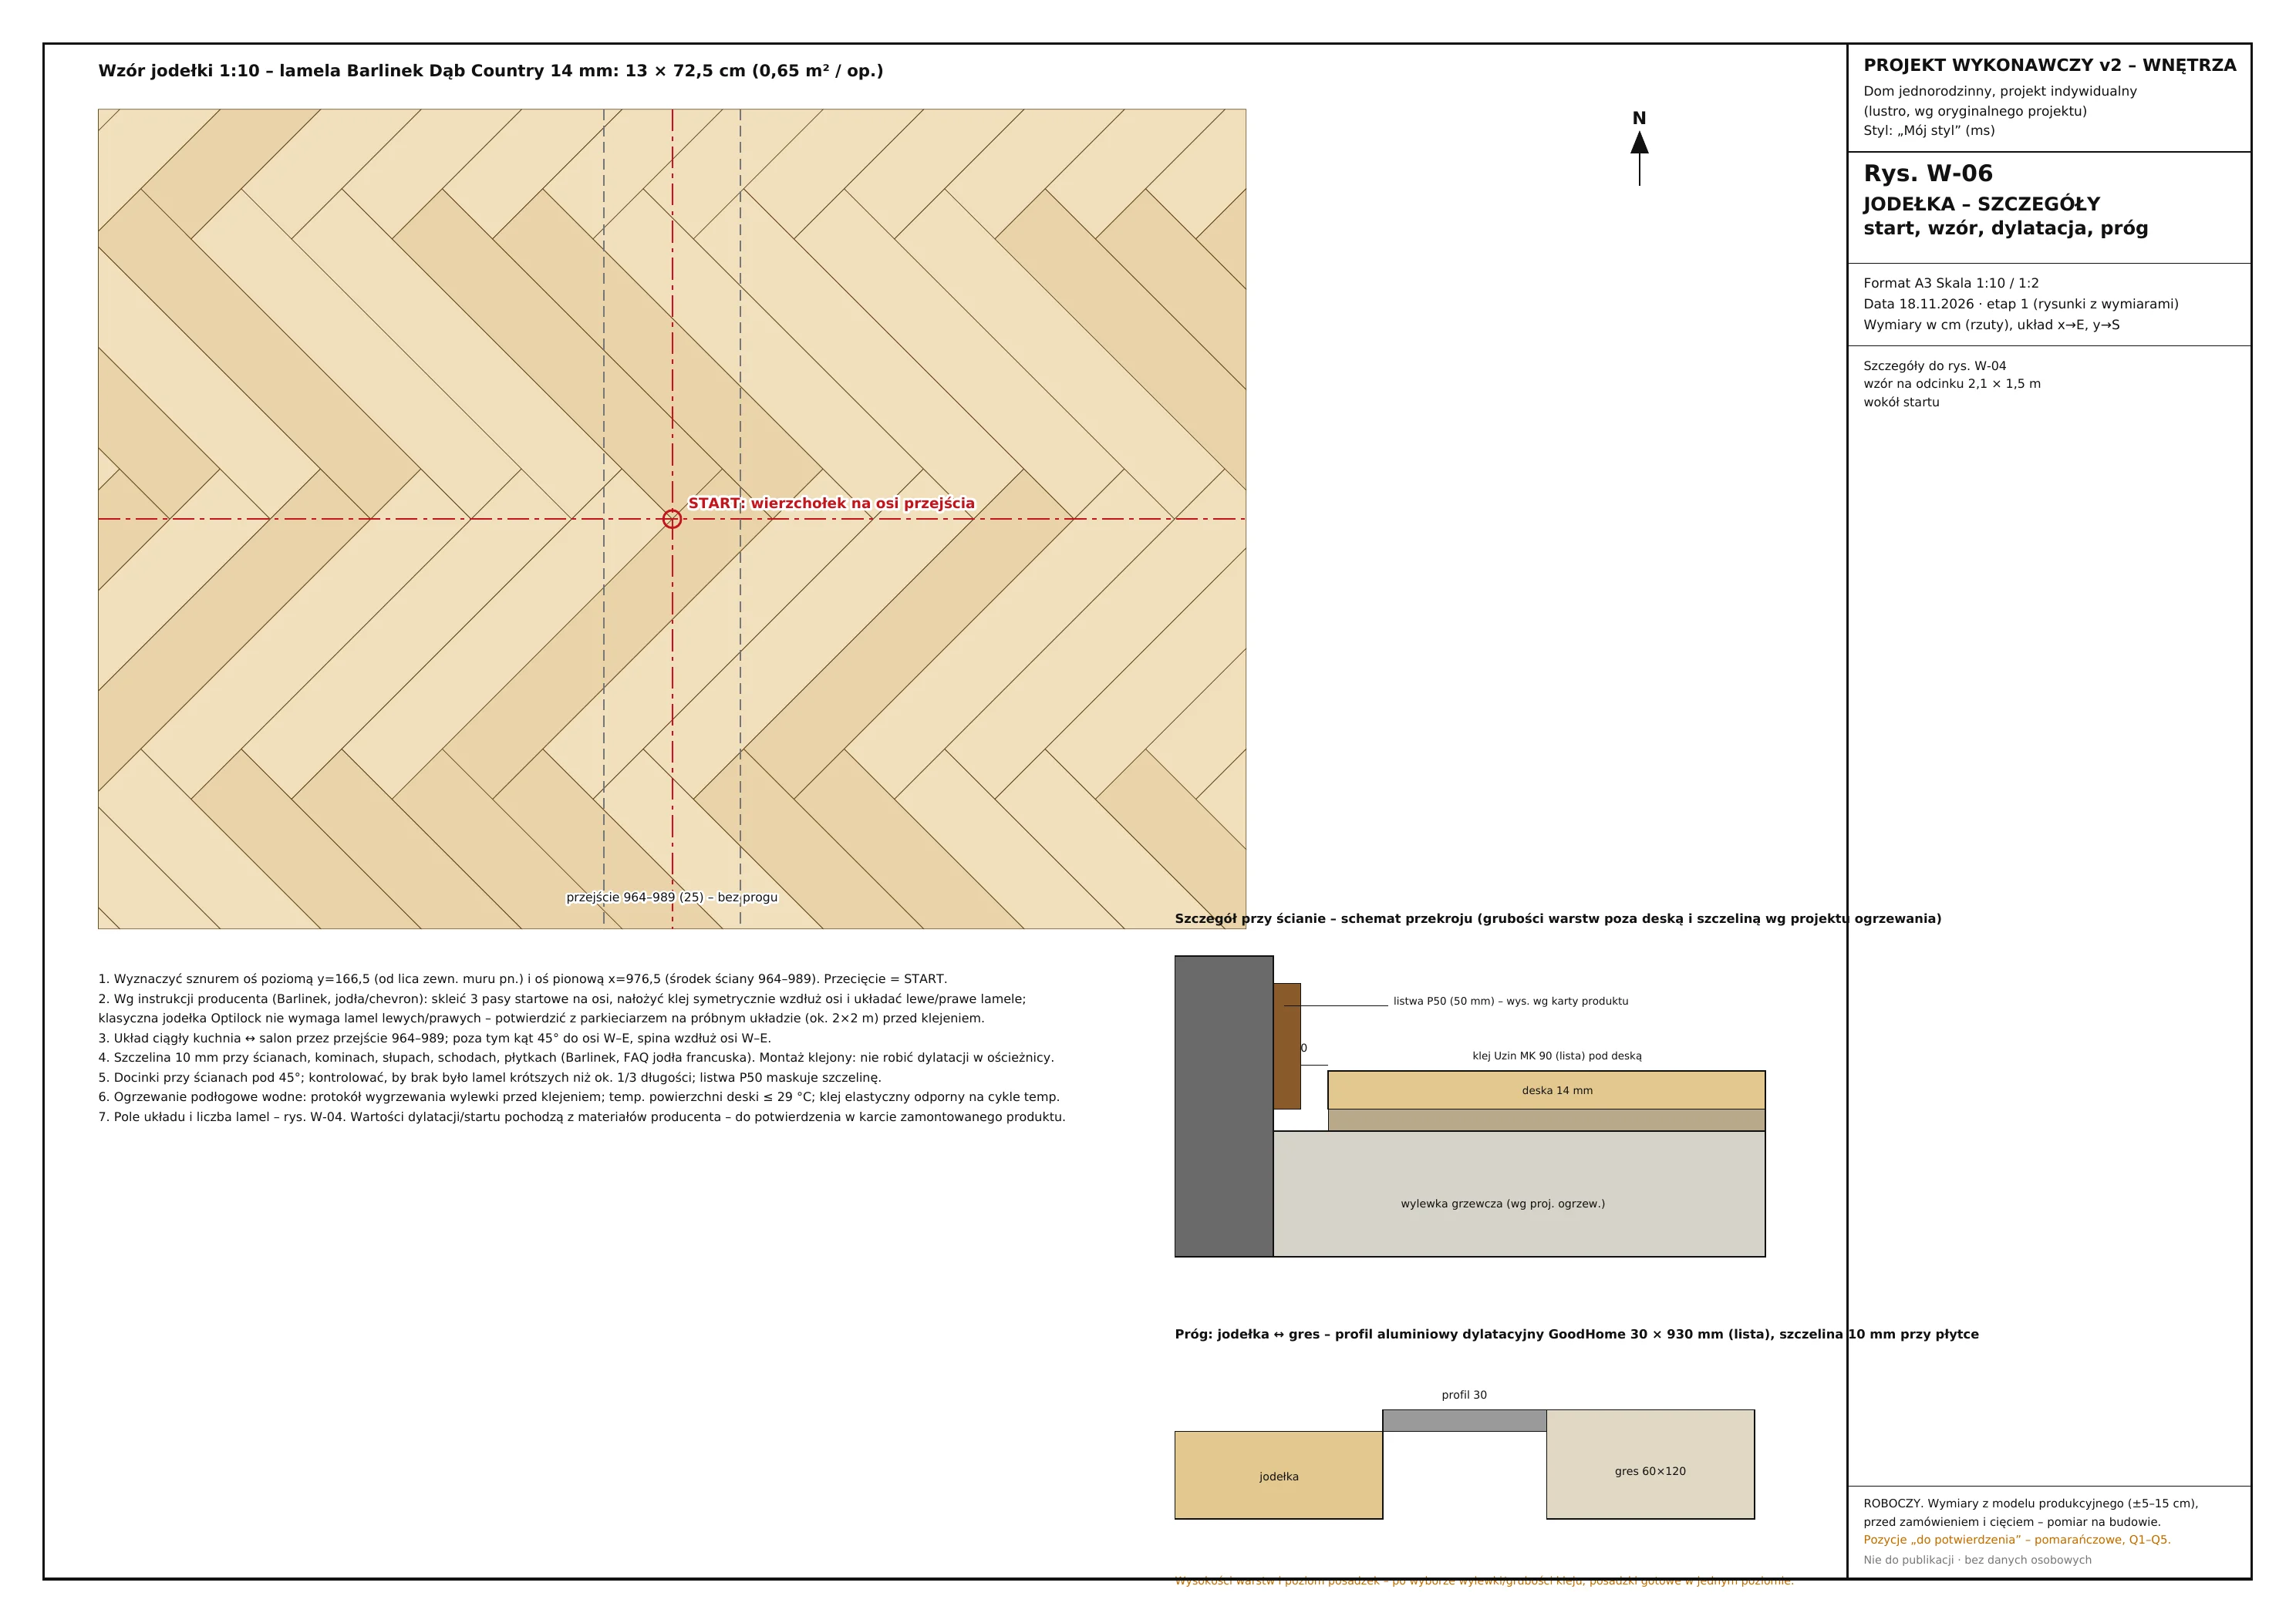 Wzór jodełki 1:10 – lamela Barlinek Dąb Country 14 mm: 13 × 72,5 cm (0,65 m² / op.)
N
START: wierzchołek na osi przejścia
przejście 964–989 (25) – bez progu
1. Wyznaczyć sznurem oś poziomą y=166,5 (od lica zewn. muru pn.) i oś pionową x=976,5 (środek ściany 964–989). Przecięcie = START.
2. Wg instrukcji producenta (Barlinek, jodła/chevron): skleić 3 pasy startowe na osi, nałożyć klej symetrycznie wzdłuż osi i układać lewe/prawe lamele;
klasyczna jodełka Optilock nie wymaga lamel lewych/prawych – potwierdzić z parkieciarzem na próbnym układzie (ok. 2×2 m) przed klejeniem.
3. Układ ciągły kuchnia ↔ salon przez przejście 964–989; poza tym kąt 45° do osi W–E, spina wzdłuż osi W–E.
4. Szczelina 10 mm przy ścianach, kominach, słupach, schodach, płytkach (Barlinek, FAQ jodła francuska). Montaż klejony: nie robić dylatacji w ościeżnicy.
5. Docinki przy ścianach pod 45°; kontrolować, by brak było lamel krótszych niż ok. 1/3 długości; listwa P50 maskuje szczelinę.
6. Ogrzewanie podłogowe wodne: protokół wygrzewania wylewki przed klejeniem; temp. powierzchni deski ≤ 29 °C; klej elastyczny odporny na cykle temp.
7. Pole układu i liczba lamel – rys. W-04. Wartości dylatacji/startu pochodzą z materiałów producenta – do potwierdzenia w karcie zamontowanego produktu.
Szczegół przy ścianie – schemat przekroju (grubości warstw poza deską i szczeliną wg projektu ogrzewania)
listwa P50 (50 mm) – wys. wg karty produktu
0
klej Uzin MK 90 (lista) pod deską
deska 14 mm
wylewka grzewcza (wg proj. ogrzew.)
Próg: jodełka ↔ gres – profil aluminiowy dylatacyjny GoodHome 30 × 930 mm (lista), szczelina 10 mm przy płytce
profil 30
jodełka
gres 60×120
Wysokości warstw i poziom posadzek – po wyborze wylewki/grubości kleju; posadzki gotowe w jednym poziomie.
PROJEKT WYKONAWCZY v2 – WNĘTRZA
Dom jednorodzinny, projekt indywidualny
(lustro, wg oryginalnego projektu)
Styl: „Mój styl” (ms)
Rys. W-06
JODEŁKA – SZCZEGÓŁY
start, wzór, dylatacja, próg
Format A3 Skala 1:10 / 1:2
Data 18.11.2026 · etap 1 (rysunki z wymiarami)
Wymiary w cm (rzuty), układ x→E, y→S
Szczegóły do rys. W-04
wzór na odcinku 2,1 × 1,5 m
wokół startu
ROBOCZY. Wymiary z modelu produkcyjnego (±5–15 cm),
przed zamówieniem i cięciem – pomiar na budowie.
Pozycje „do potwierdzenia” – pomarańczowe, Q1–Q5.
Nie do publikacji · bez danych osobowych